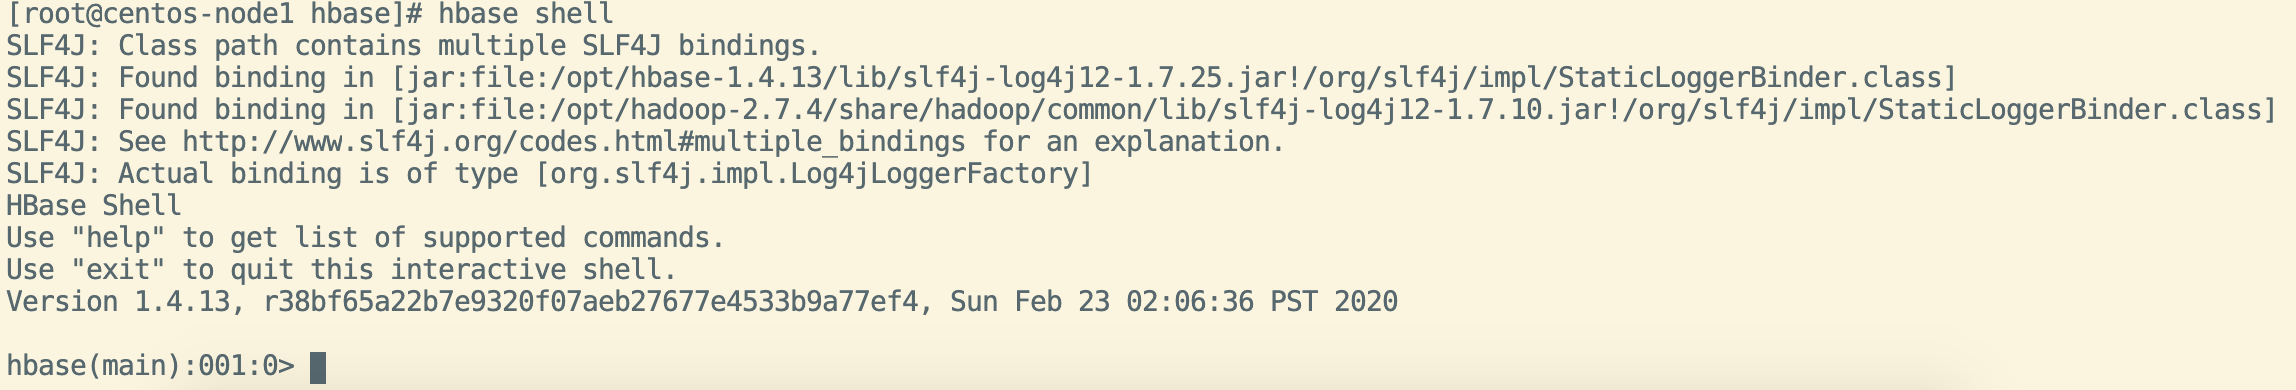 [root@centos-node1 hbase]# hbase shell
SLF4J: Class path contains multiple SLF4J bindings.
SLF4J: Found binding in [jar:file:/opt/hbase-1.4.13/lib/slf4j-log4j12-1.7.25.jar!/org/slf4j/impl/StaticLoggerBinder.class]
SLF4J: Found binding in [jar:file:/opt/hadoop-2.7.4/share/hadoop/common/lib/slf4j-log4j12-1.7.10.jar!/org/slf4j/impl/StaticLoggerBinder.class]
SLF4J: See http://www.slf4j.org/codes.html#multiple_bindings for an explanation.
SLF4J: Actual binding is of type [org.slf4j.impl.Log4jLoggerFactory]
HBase Shell
Use "help" to get list of supported commands.
Use "exit" to quit this interactive shell.
Version 1.4.13, r38bf65a22b7e9320f07aeb27677e4533b9a77ef4, Sun Feb 23 02:06:36 PST 2020
hbase(main):001:0>